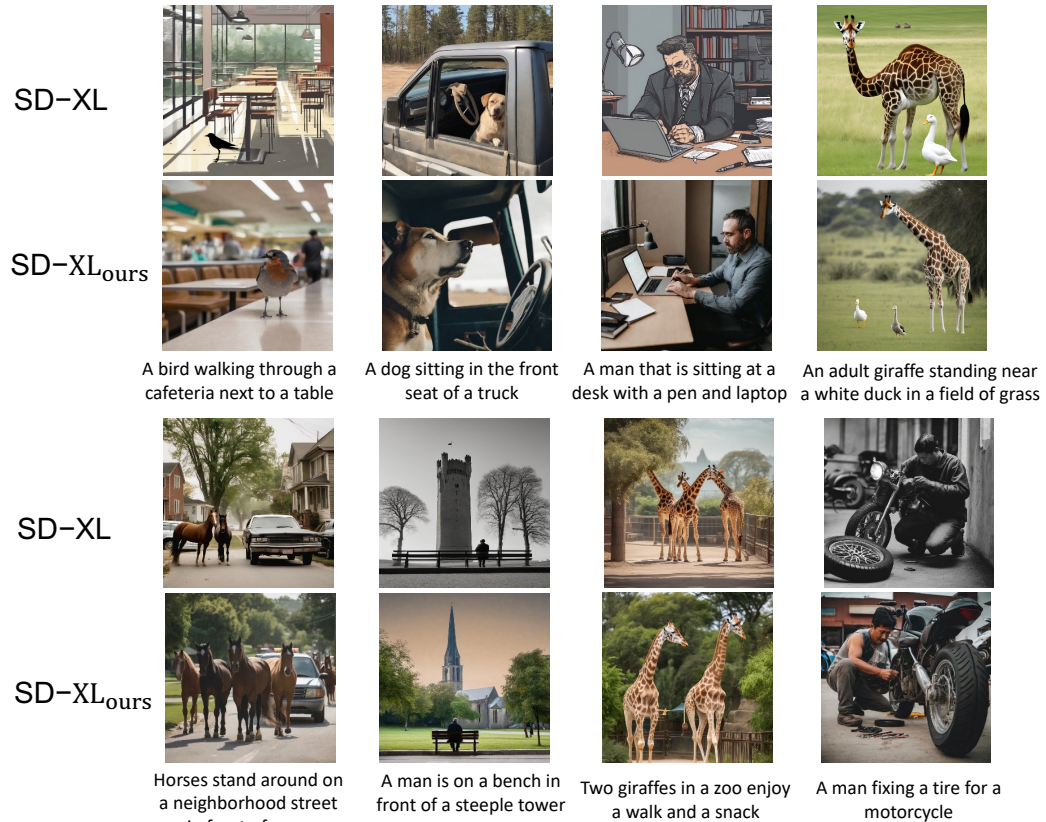 SD-XL
SD-XLours
A bird walking through a
cafeteria next to a table
A dog sitting in the front
seat of a truck
A man that is sitting at a
desk with a pen and laptop
An adult giraffe standing near
a white duck in a field of grass
SD-XL
SD-XLours
Horses stand around on
a neighborhood street
A man is on a bench in
front of a steeple tower
Two giraffes in a zoo enjoy
a walk and a snack
A man fixing a tire for a
motorcycle